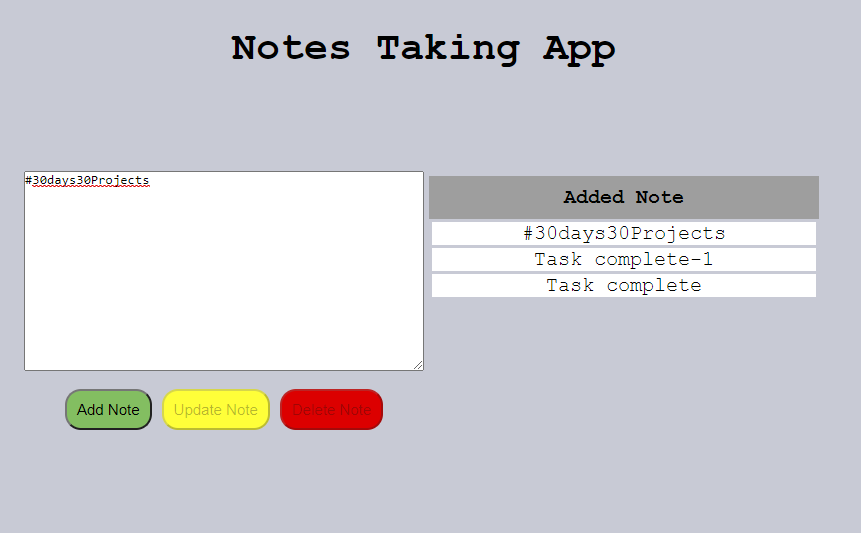 Notes Taking App
#30days30Projects
Added Note
#30days30Projects
Task complete-1
Task complete
Add Note
Update Note
Delete Note